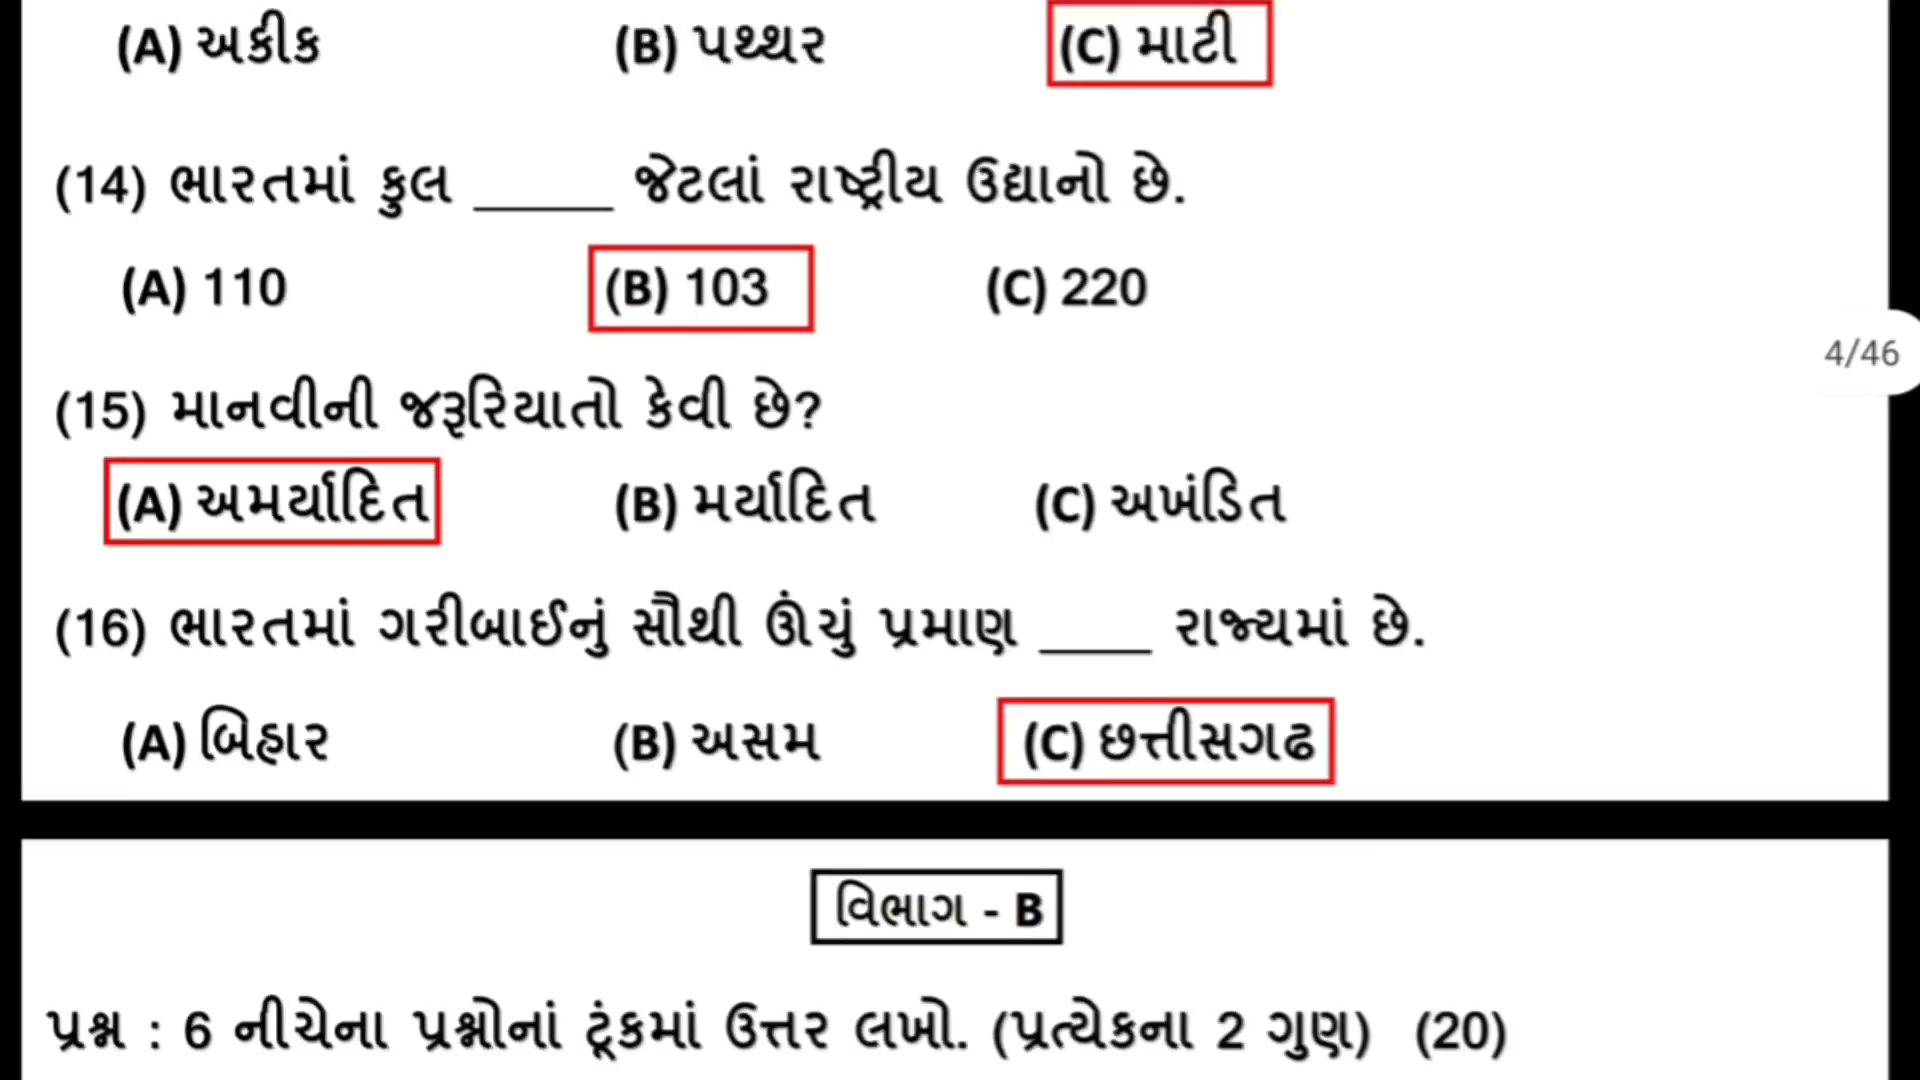 (A) અકીક (B) પથ્થર (C) માટી
(14) ભારતમાં કુલ _____ જેટલાં રાષ્ટ્રીય ઉદ્યાનો છે.
(A) 110 (B) 103 (C) 220
4/46
(15) માનવીની જરૂરિયાતો કેવી છે?
(A) અમર્યાદિત (B) મર્યાદિત (C) અખંડિત
(16) ભારતમાં ગરીબાઈનું સૌથી ઊંચું પ્રમાણ ____ રાજ્યમાં છે.
(A) બિહાર (B) અસમ (C) છત્તીસગઢ
વિભાગ - B
પ્રશ્ન : 6 નીચેના પ્રશ્નોનાં ટૂંકમાં ઉત્તર લખો. (પ્રત્યેકના 2 ગુણ) (20)